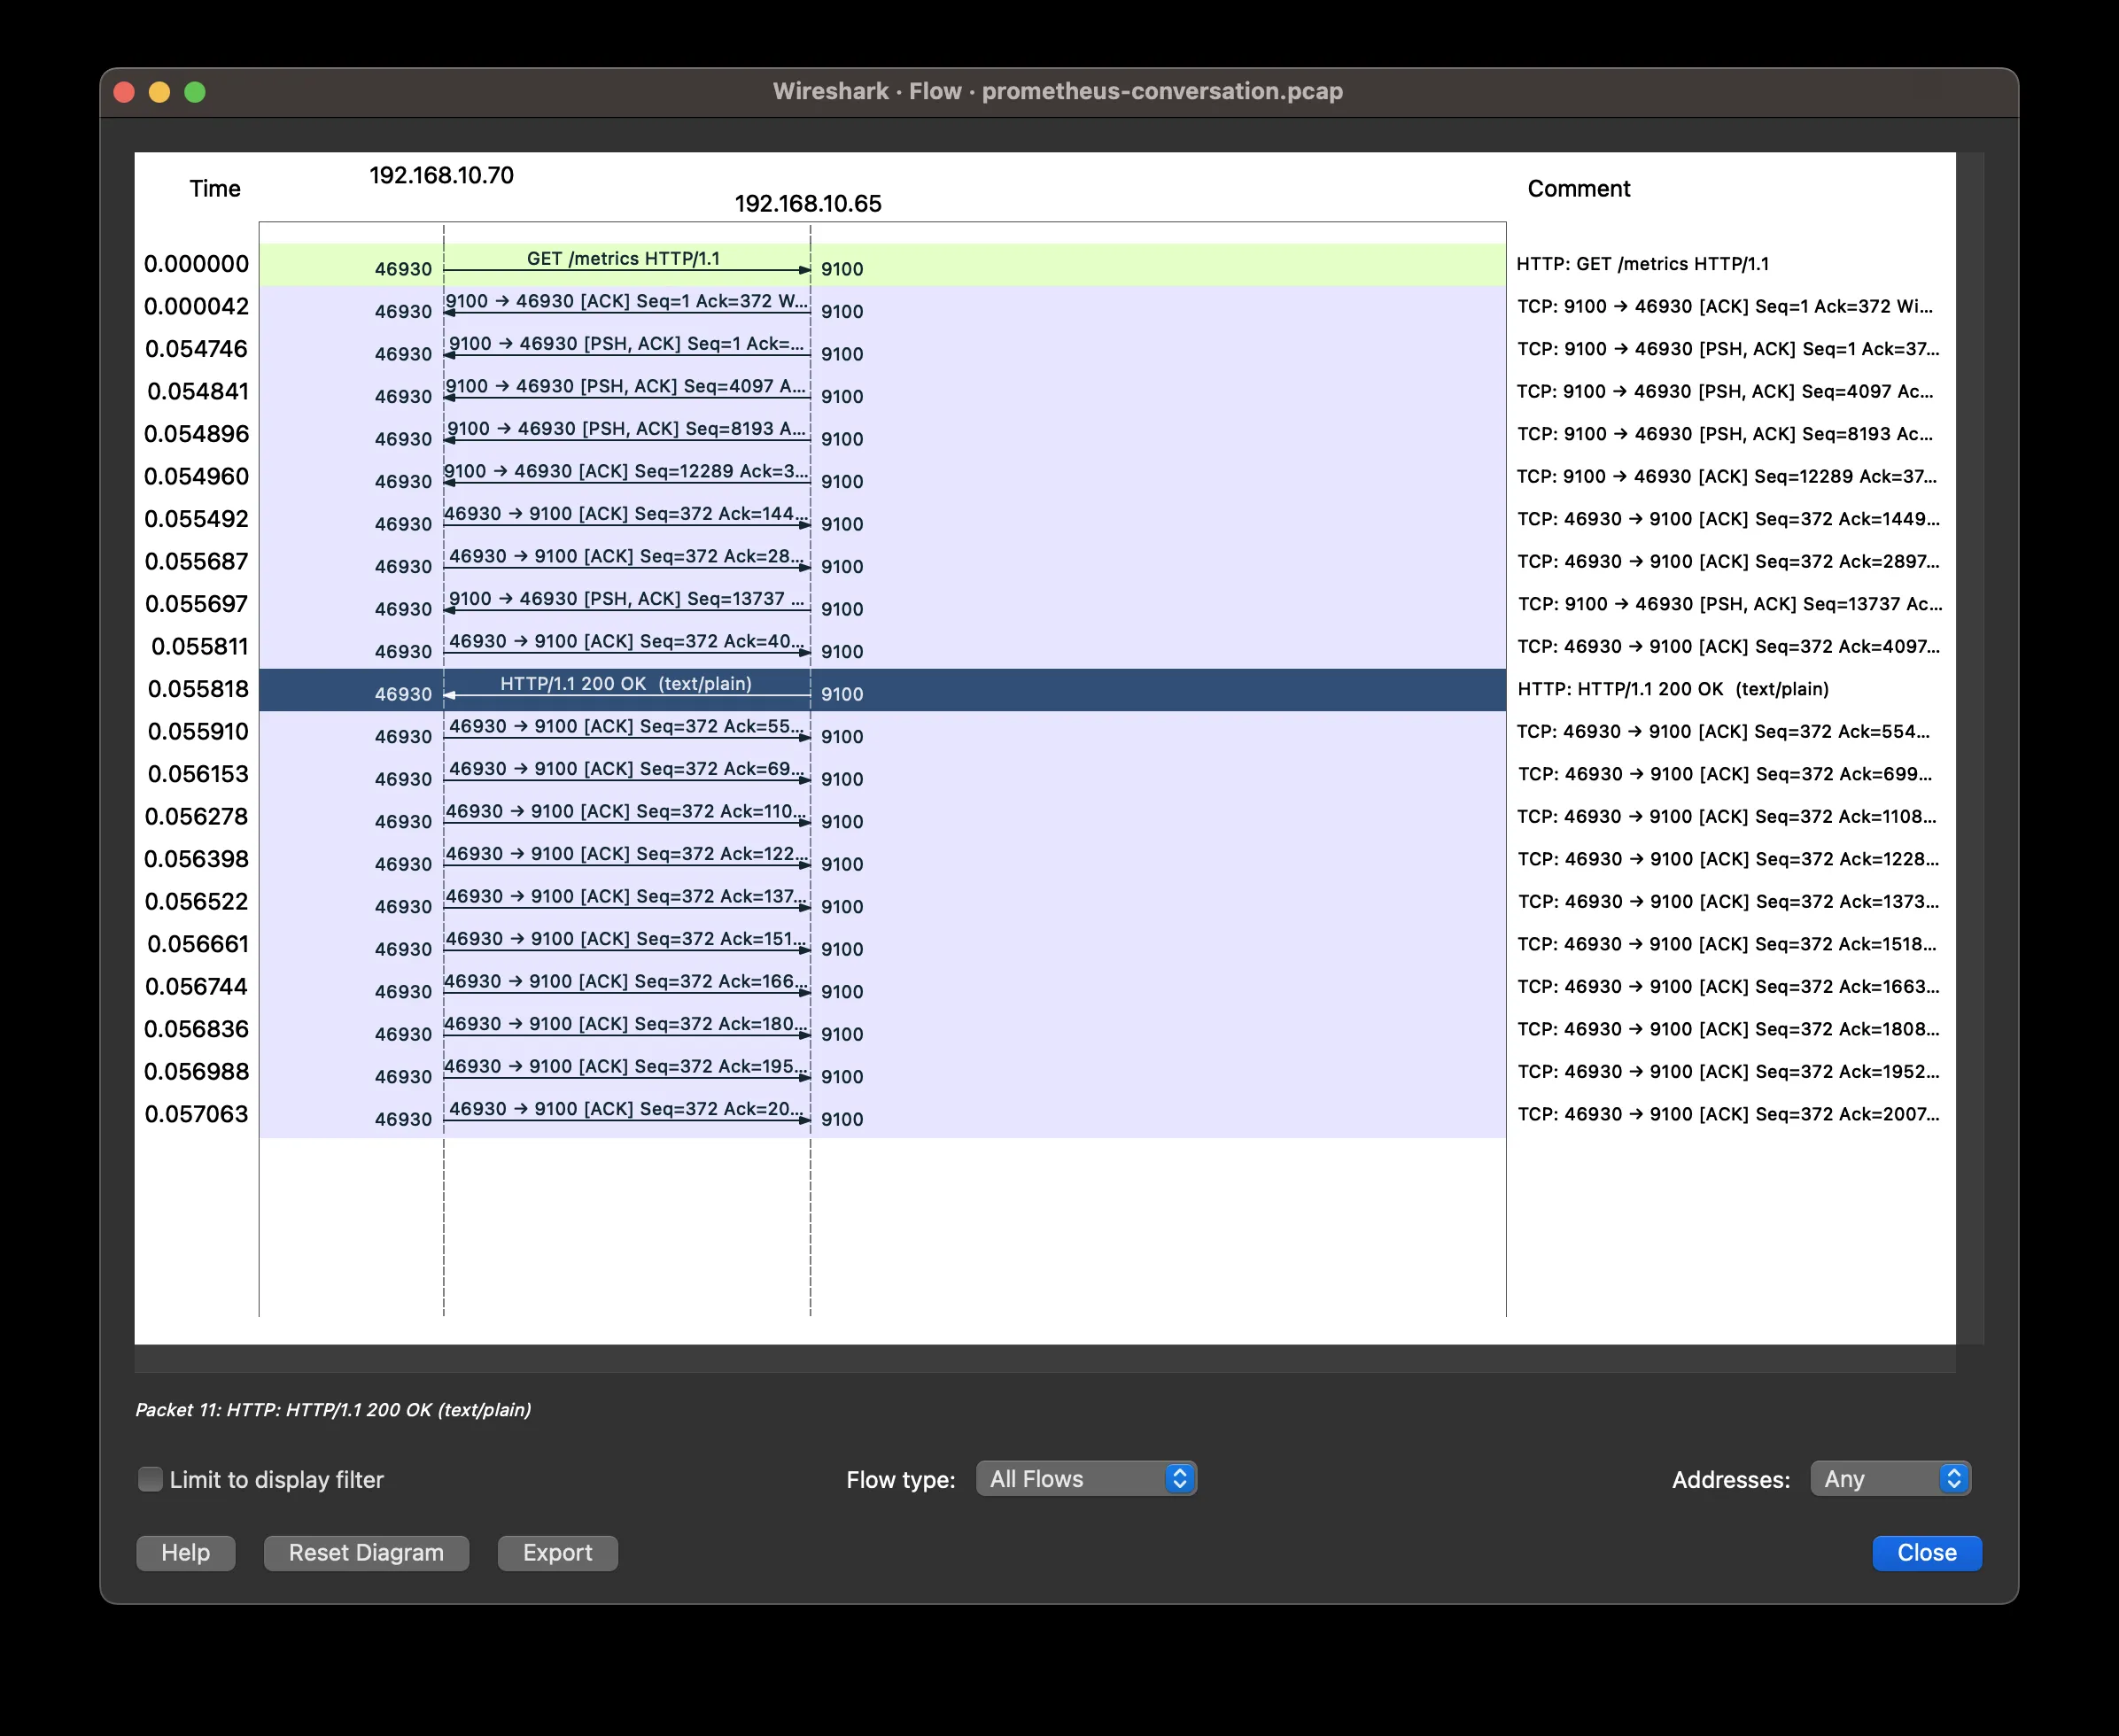 Wireshark · Flow · prometheus-conversation.pcap
Time 192.168.10.70 192.168.10.65 Comment
0.000000 46930 GET /metrics HTTP/1.1 9100 HTTP: GET /metrics HTTP/1.1
0.000042 46930 9100 → 46930 [ACK] Seq=1 Ack=372 W... 9100 TCP: 9100 → 46930 [ACK] Seq=1 Ack=372 Wi...
0.054746 46930 9100 → 46930 [PSH, ACK] Seq=1 Ack=... 9100 TCP: 9100 → 46930 [PSH, ACK] Seq=1 Ack=37...
0.054841 46930 9100 → 46930 [PSH, ACK] Seq=4097 A... 9100 TCP: 9100 → 46930 [PSH, ACK] Seq=4097 Ac...
0.054896 46930 9100 → 46930 [PSH, ACK] Seq=8193 A... 9100 TCP: 9100 → 46930 [PSH, ACK] Seq=8193 Ac...
0.054960 46930 9100 → 46930 [ACK] Seq=12289 Ack=3... 9100 TCP: 9100 → 46930 [ACK] Seq=12289 Ack=37...
0.055492 46930 46930 → 9100 [ACK] Seq=372 Ack=144... 9100 TCP: 46930 → 9100 [ACK] Seq=372 Ack=1449...
0.055687 46930 46930 → 9100 [ACK] Seq=372 Ack=28... 9100 TCP: 46930 → 9100 [ACK] Seq=372 Ack=2897...
0.055697 46930 9100 → 46930 [PSH, ACK] Seq=13737 ... 9100 TCP: 9100 → 46930 [PSH, ACK] Seq=13737 Ac...
0.055811 46930 46930 → 9100 [ACK] Seq=372 Ack=40... 9100 TCP: 46930 → 9100 [ACK] Seq=372 Ack=4097...
0.055818 46930 HTTP/1.1 200 OK (text/plain) 9100 HTTP: HTTP/1.1 200 OK (text/plain)
0.055910 46930 46930 → 9100 [ACK] Seq=372 Ack=55... 9100 TCP: 46930 → 9100 [ACK] Seq=372 Ack=554...
0.056153 46930 46930 → 9100 [ACK] Seq=372 Ack=69... 9100 TCP: 46930 → 9100 [ACK] Seq=372 Ack=699...
0.056278 46930 46930 → 9100 [ACK] Seq=372 Ack=110... 9100 TCP: 46930 → 9100 [ACK] Seq=372 Ack=1108...
0.056398 46930 46930 → 9100 [ACK] Seq=372 Ack=122... 9100 TCP: 46930 → 9100 [ACK] Seq=372 Ack=1228...
0.056522 46930 46930 → 9100 [ACK] Seq=372 Ack=137... 9100 TCP: 46930 → 9100 [ACK] Seq=372 Ack=1373...
0.056661 46930 46930 → 9100 [ACK] Seq=372 Ack=151... 9100 TCP: 46930 → 9100 [ACK] Seq=372 Ack=1518...
0.056744 46930 46930 → 9100 [ACK] Seq=372 Ack=166... 9100 TCP: 46930 → 9100 [ACK] Seq=372 Ack=1663...
0.056836 46930 46930 → 9100 [ACK] Seq=372 Ack=180... 9100 TCP: 46930 → 9100 [ACK] Seq=372 Ack=1808...
0.056988 46930 46930 → 9100 [ACK] Seq=372 Ack=195... 9100 TCP: 46930 → 9100 [ACK] Seq=372 Ack=1952...
0.057063 46930 46930 → 9100 [ACK] Seq=372 Ack=20... 9100 TCP: 46930 → 9100 [ACK] Seq=372 Ack=2007...
Packet 11: HTTP: HTTP/1.1 200 OK (text/plain)
Limit to display filter Flow type: All Flows Addresses: Any
Help Reset Diagram Export Close